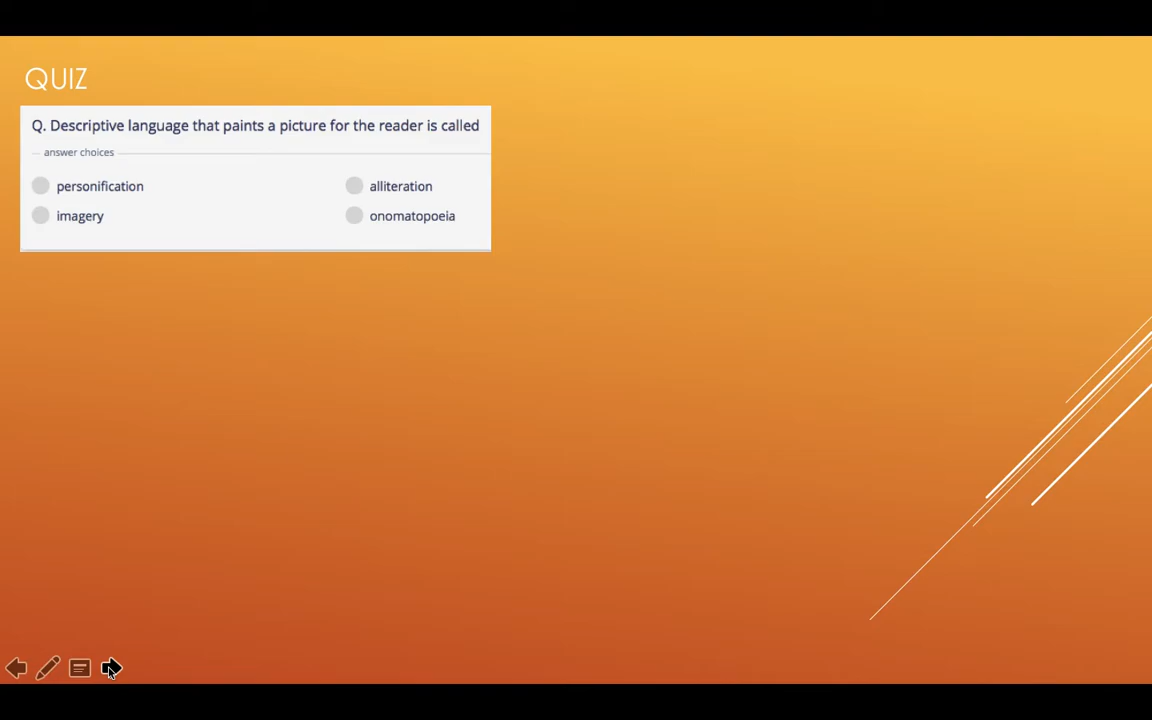 QUIZ
Q. Descriptive language that paints a picture for the reader is called
answer choices
personification
alliteration
imagery
onomatopoeia